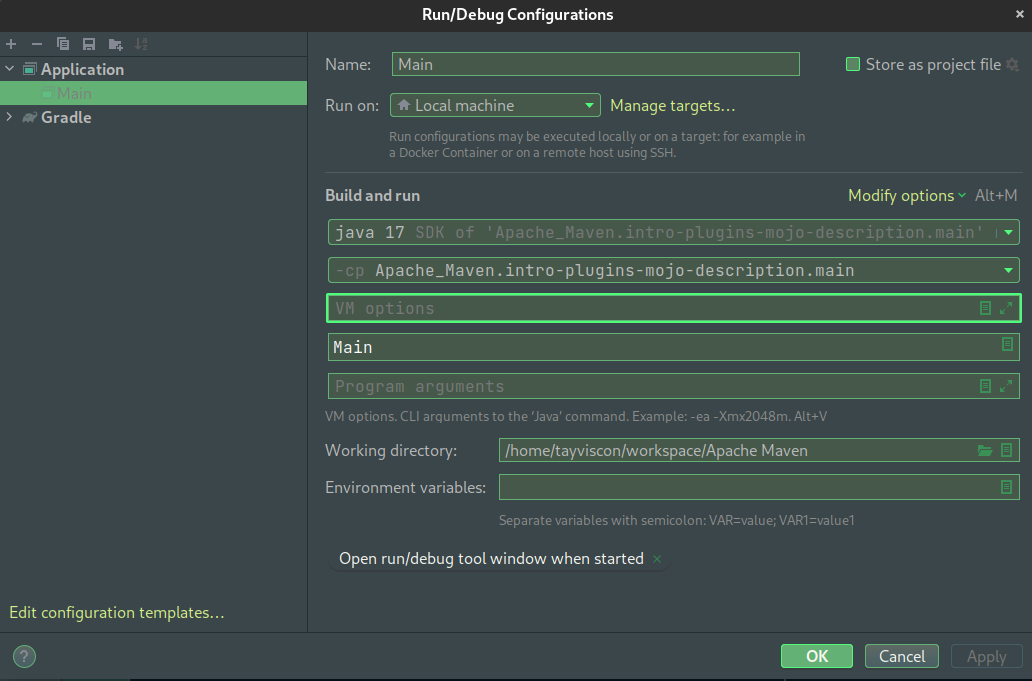 Run/Debug Configurations
Application
Main
Gradle
Edit configuration templates...
Name: Main
Store as project file
Run on: Local machine Manage targets...
Run configurations may be executed locally or on a target: for example in
a Docker Container or on a remote host using SSH.
Build and run Modify options Alt+M
java 17 SDK of 'Apache_Maven.intro-plugins-mojo-description.main'
-cp Apache_Maven.intro-plugins-mojo-description.main
VM options
Main
Program arguments
VM options. CLI arguments to the 'Java' command. Example: -ea -Xmx2048m. Alt+V
Working directory: /home/tayviscon/workspace/Apache Maven
Environment variables:
Separate variables with semicolon: VAR=value; VAR1=value1
Open run/debug tool window when started ×
? OK Cancel Apply